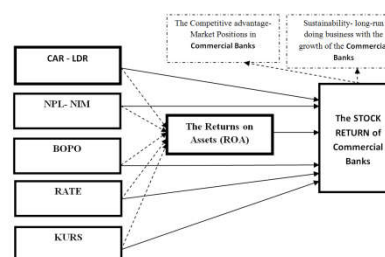 The Competitive advantage-
Market Positions in
Commercial Banks
Sustainability- long-run
doing business with the
growth of the Commercial
Banks
CAR - LDR
NPL- NIM
BOPO
RATE
KURS
The Returns on
Assets (ROA)
The STOCK
RETURN of
Commercial
Banks